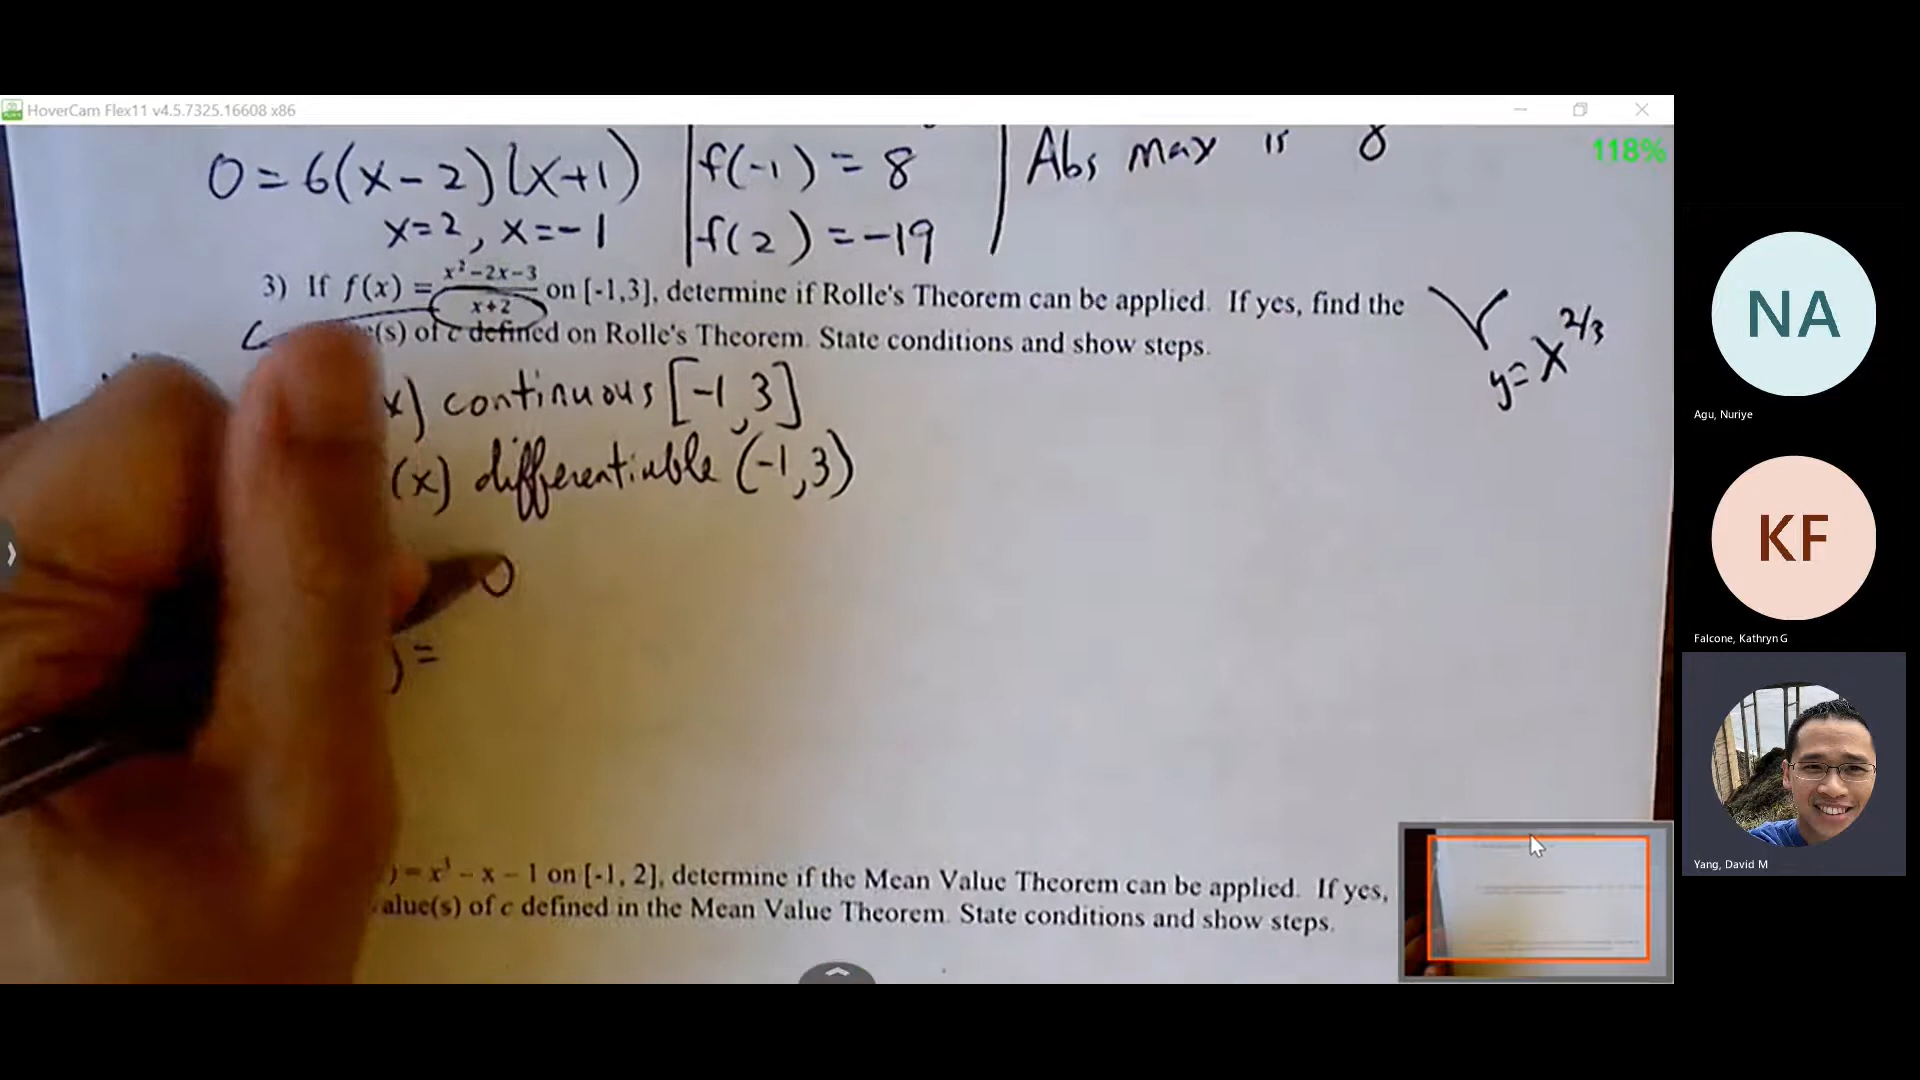 HoverCam Flex11 v4.5.7325.16608 x86
118%
0 = 6(x - 2)(x+1)
x=2, x=-1
f(-1) = 8
f(2) = -19
Abs max is 8
3) If f(x) = x²-2x-3 / x+2 on [-1,3], determine if Rolle's Theorem can be applied. If yes, find the
(s) of c defined on Rolle's Theorem. State conditions and show steps.
y = x^2/3
x) continuous [-1, 3]
(x) differentiable (-1, 3)
0
) =
) = x³ - x - 1 on [-1, 2], determine if the Mean Value Theorem can be applied. If yes,
alue(s) of c defined in the Mean Value Theorem. State conditions and show steps.
NA
Agu, Nuriye
KF
Falcone, Kathryn G
Yang, David M